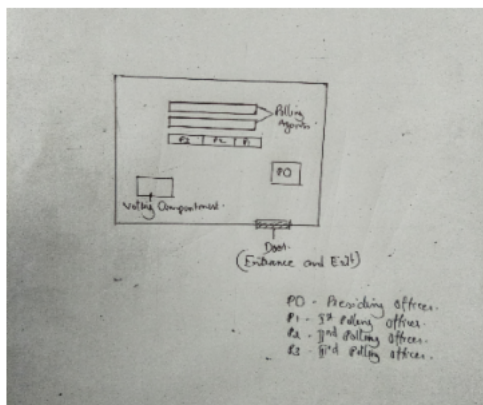 Polling
Agents
P3 P2 P1
PO
Voting Compartment.
Door.
(Entrance and Exit)
PO - Presiding Officer.
P1 - Ist Polling Officer.
P2 - IInd Polling Officer.
P3 - IIIrd Polling Officer.